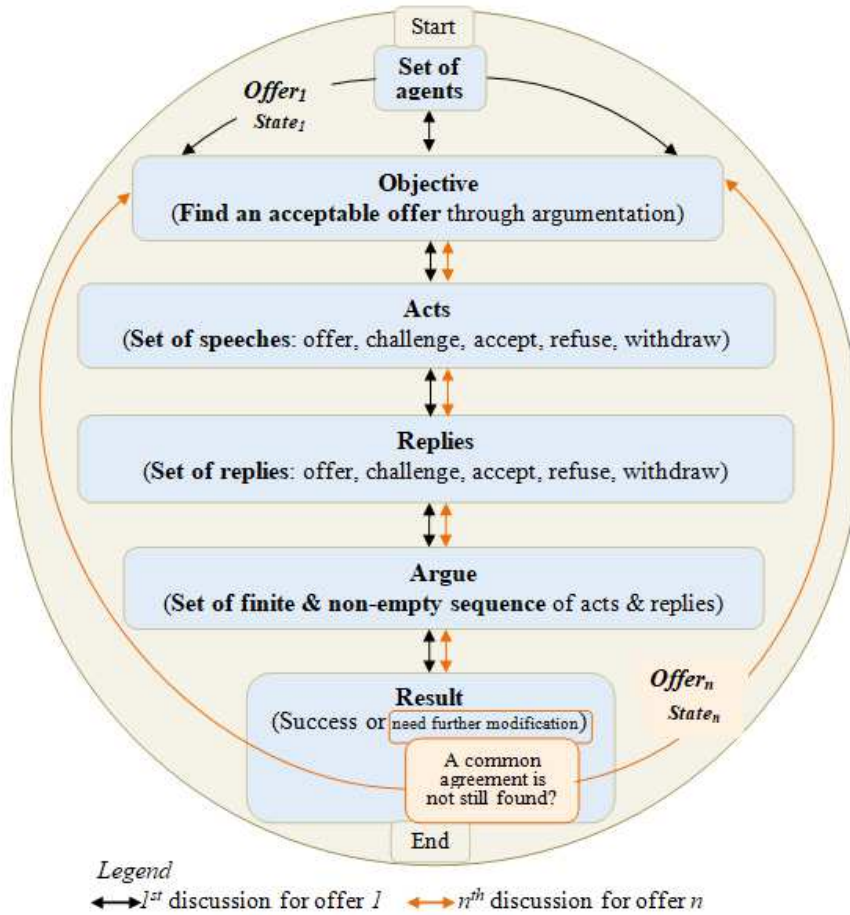 Start
Set of
agents
Offer1
State1
Objective
(Find an acceptable offer through argumentation)
Acts
(Set of speeches: offer, challenge, accept, refuse, withdraw)
Replies
(Set of replies: offer, challenge, accept, refuse, withdraw)
Argue
(Set of finite & non-empty sequence of acts & replies)
Result
(Success or need further modification)
Offern
Staten
A common
agreement is
not still found?
End
Legend
1st discussion for offer 1 nth discussion for offer n